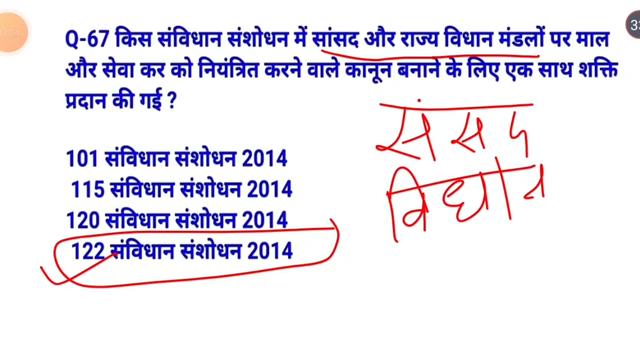 Q-67 किस संविधान संशोधन में सांसद और राज्य विधान मंडलों पर माल
और सेवा कर को नियंत्रित करने वाले कानून बनाने के लिए एक साथ शक्ति
प्रदान की गई ?
101 संविधान संशोधन 2014
115 संविधान संशोधन 2014
120 संविधान संशोधन 2014
122 संविधान संशोधन 2014
संसद
विधान